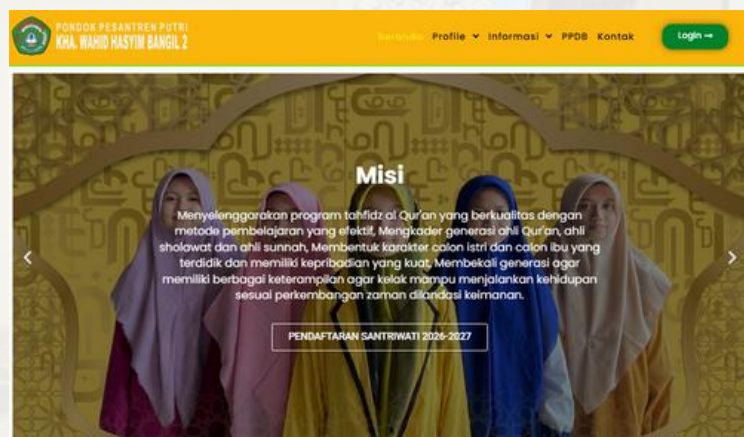 PONDOK PESANTREN PUTRI
KHA. WAHID HASYIM BANGIL 2
Beranda Profile Informasi PPDB Kontak
Login
Misi
Menyelenggarakan program tahfidz al Qur'an yang berkualitas dengan
metode pembelajaran yang efektif, Mengkader generasi ahli Qur'an, ahli
sholawat dan ahli sunnah, Membentuk karakter calon istri dan calon ibu yang
terdidik dan memiliki kepribadian yang kuat, Membekali generasi agar
memiliki berbagai keterampilan agar kelak mampu menjalankan kehidupan
sesuai perkembangan zaman dilandasi keimanan.
PENDAFTARAN SANTRIWATI 2026-2027